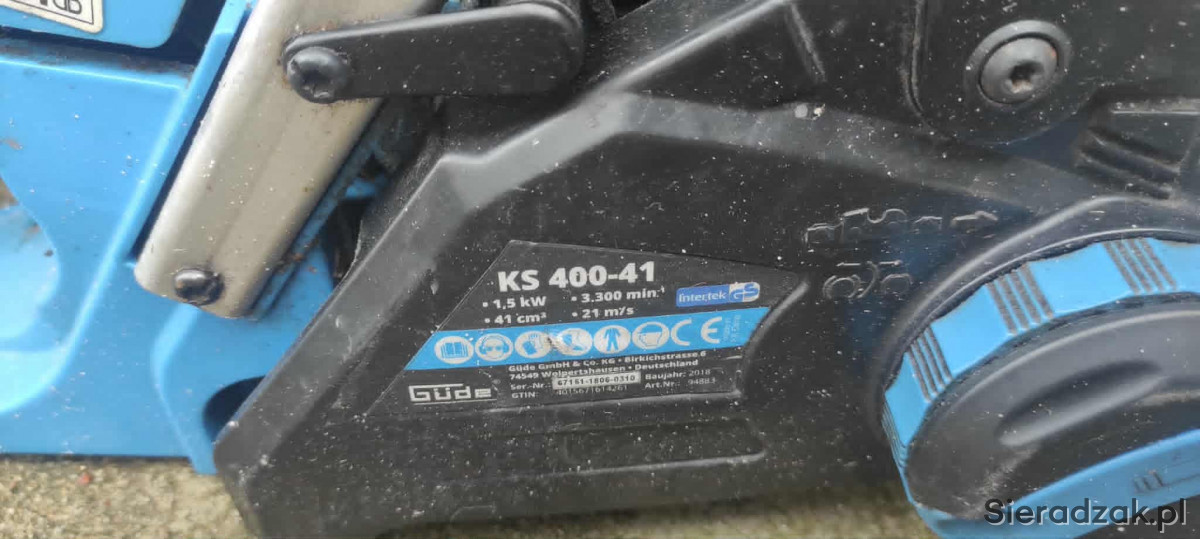 KS 400-41
• 1,5 kW • 3.300 min⁻¹
• 41 cm³ • 21 m/s
Intertek GS
CE
Güde GmbH & Co. KG • Birkichstrasse 6
74549 Wolpertshausen • Deutschland
Ser.-Nr.: 67161-1806-0310 Baujahr: 2018
GTIN: 4015671614261 Art.Nr.: 94883
Güde
Sieradzak.pl